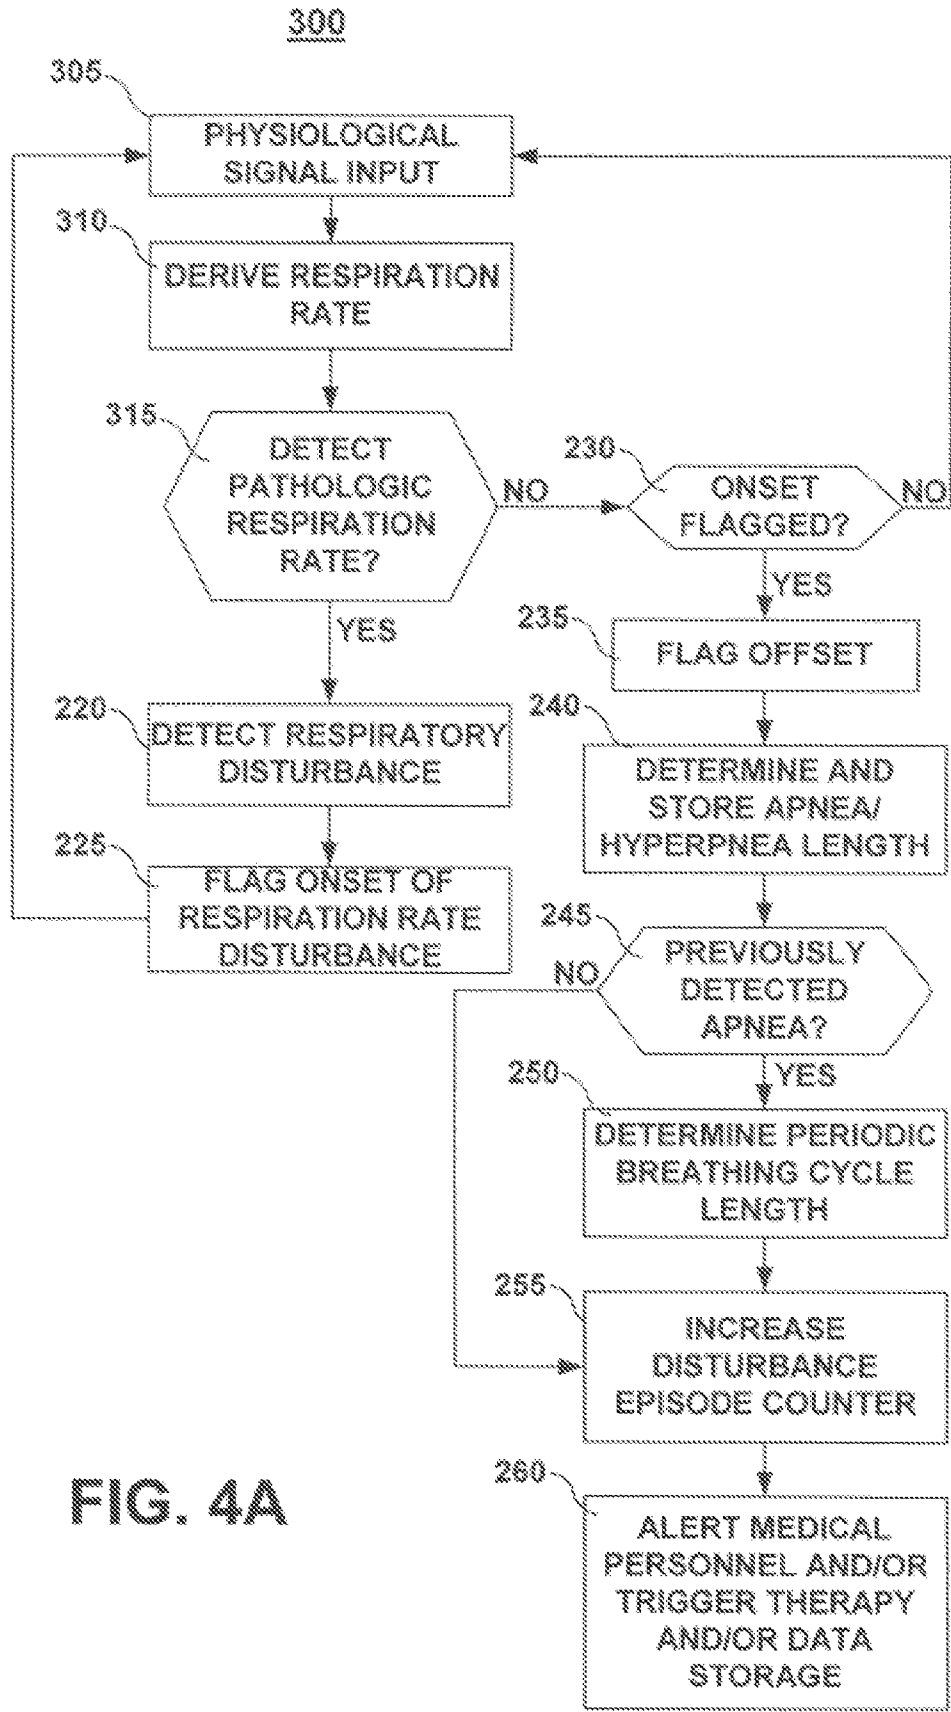 300
305
PHYSIOLOGICAL
SIGNAL INPUT
310
DERIVE RESPIRATION
RATE
315
DETECT
PATHOLOGIC
RESPIRATION
RATE?
NO
230
ONSET
FLAGGED?
NO
YES
YES
235
FLAG OFFSET
220
DETECT RESPIRATORY
DISTURBANCE
240
DETERMINE AND
STORE APNEA/
HYPERPNEA LENGTH
225
FLAG ONSET OF
RESPIRATION RATE
DISTURBANCE
245
PREVIOUSLY
DETECTED
APNEA?
NO
YES
250
DETERMINE PERIODIC
BREATHING CYCLE
LENGTH
255
INCREASE
DISTURBANCE
EPISODE COUNTER
260
ALERT MEDICAL
PERSONNEL AND/OR
TRIGGER THERAPY
AND/OR DATA
STORAGE
FIG. 4A